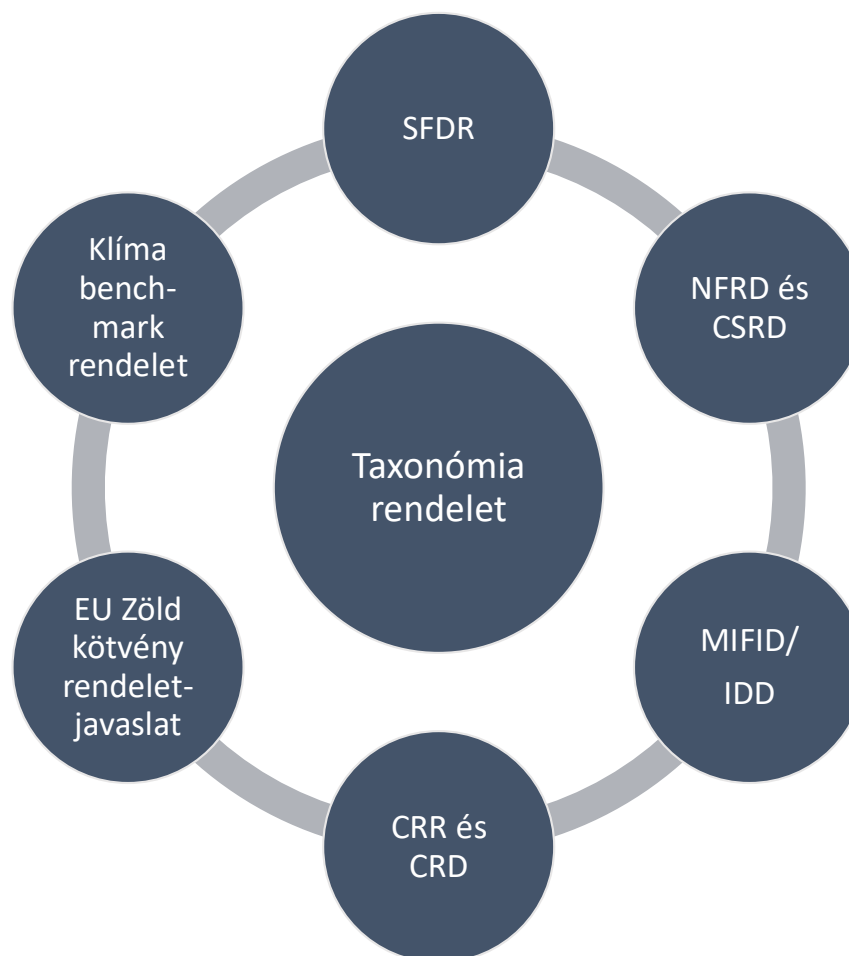 SFDR
NFRD és
CSRD
MIFID/
IDD
CRR és
CRD
EU Zöld
kötvény
rendelet-
javaslat
Klíma
bench-
mark
rendelet
Taxonómia
rendelet